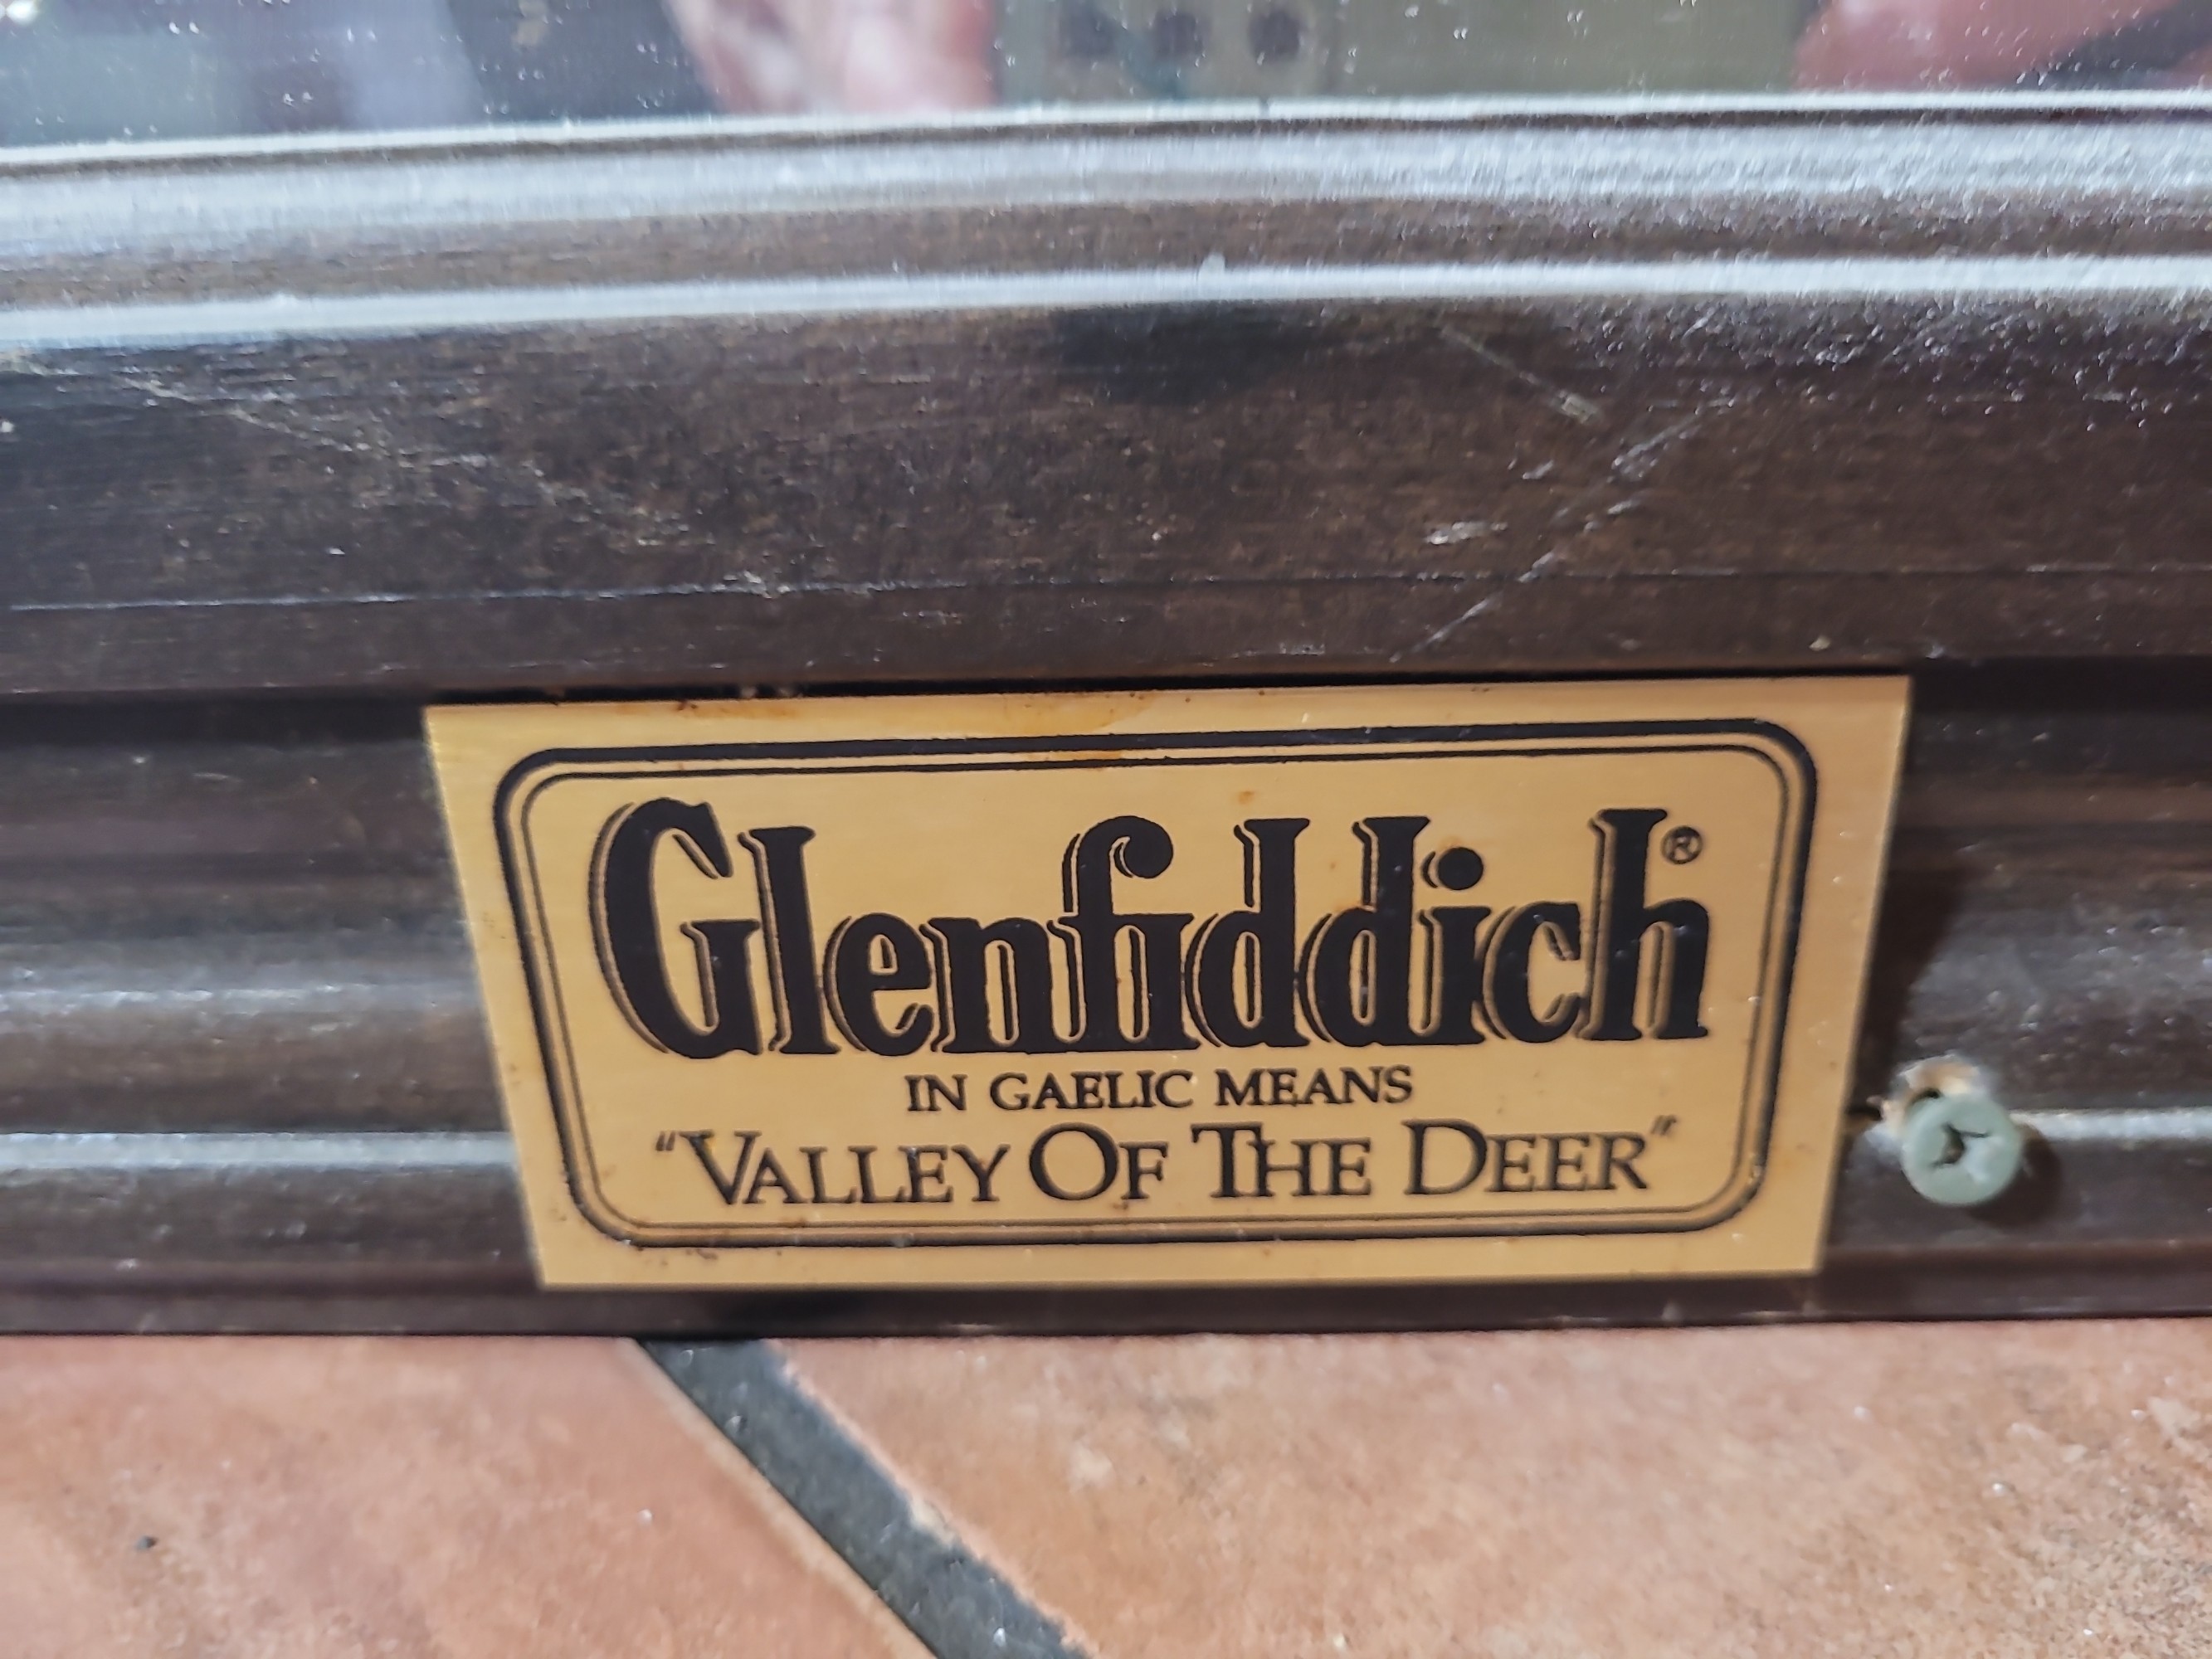 Glenfiddich®
IN GAELIC MEANS
"VALLEY OF THE DEER"